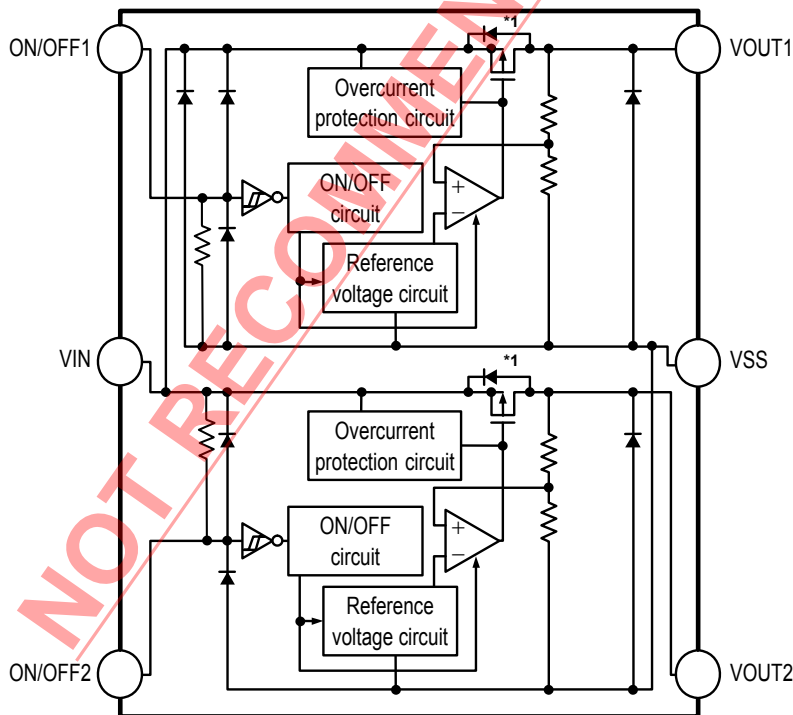 ON/OFF1
*1
VOUT1
Overcurrent
protection circuit
ON/OFF
circuit
+
−
Reference
voltage circuit
VIN
*1
VSS
Overcurrent
protection circuit
ON/OFF
circuit
+
−
Reference
voltage circuit
ON/OFF2
VOUT2
NOT RECOMMEN